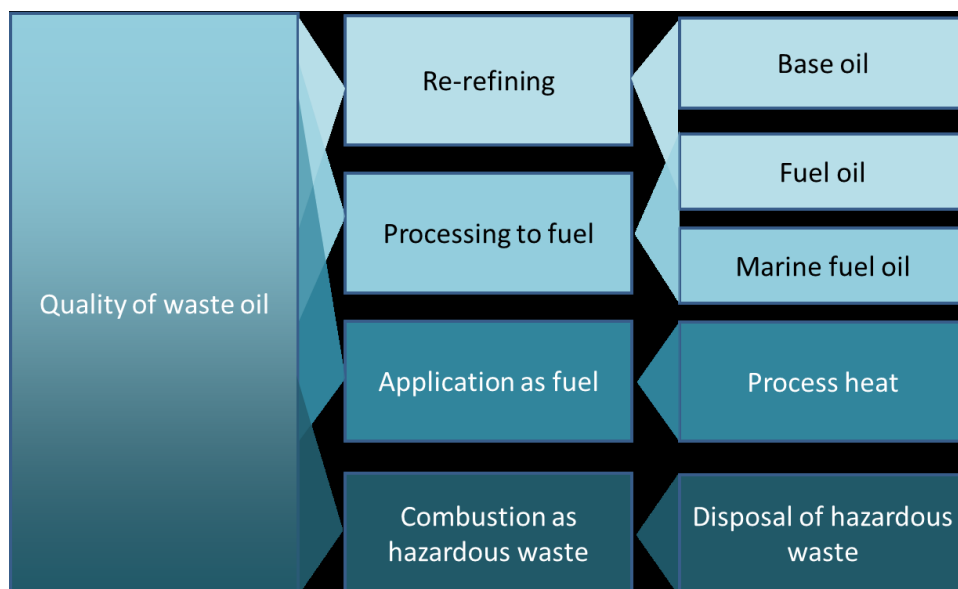 Quality of waste oil
Re-refining
Processing to fuel
Application as fuel
Combustion as
hazardous waste
Base oil
Fuel oil
Marine fuel oil
Process heat
Disposal of hazardous
waste